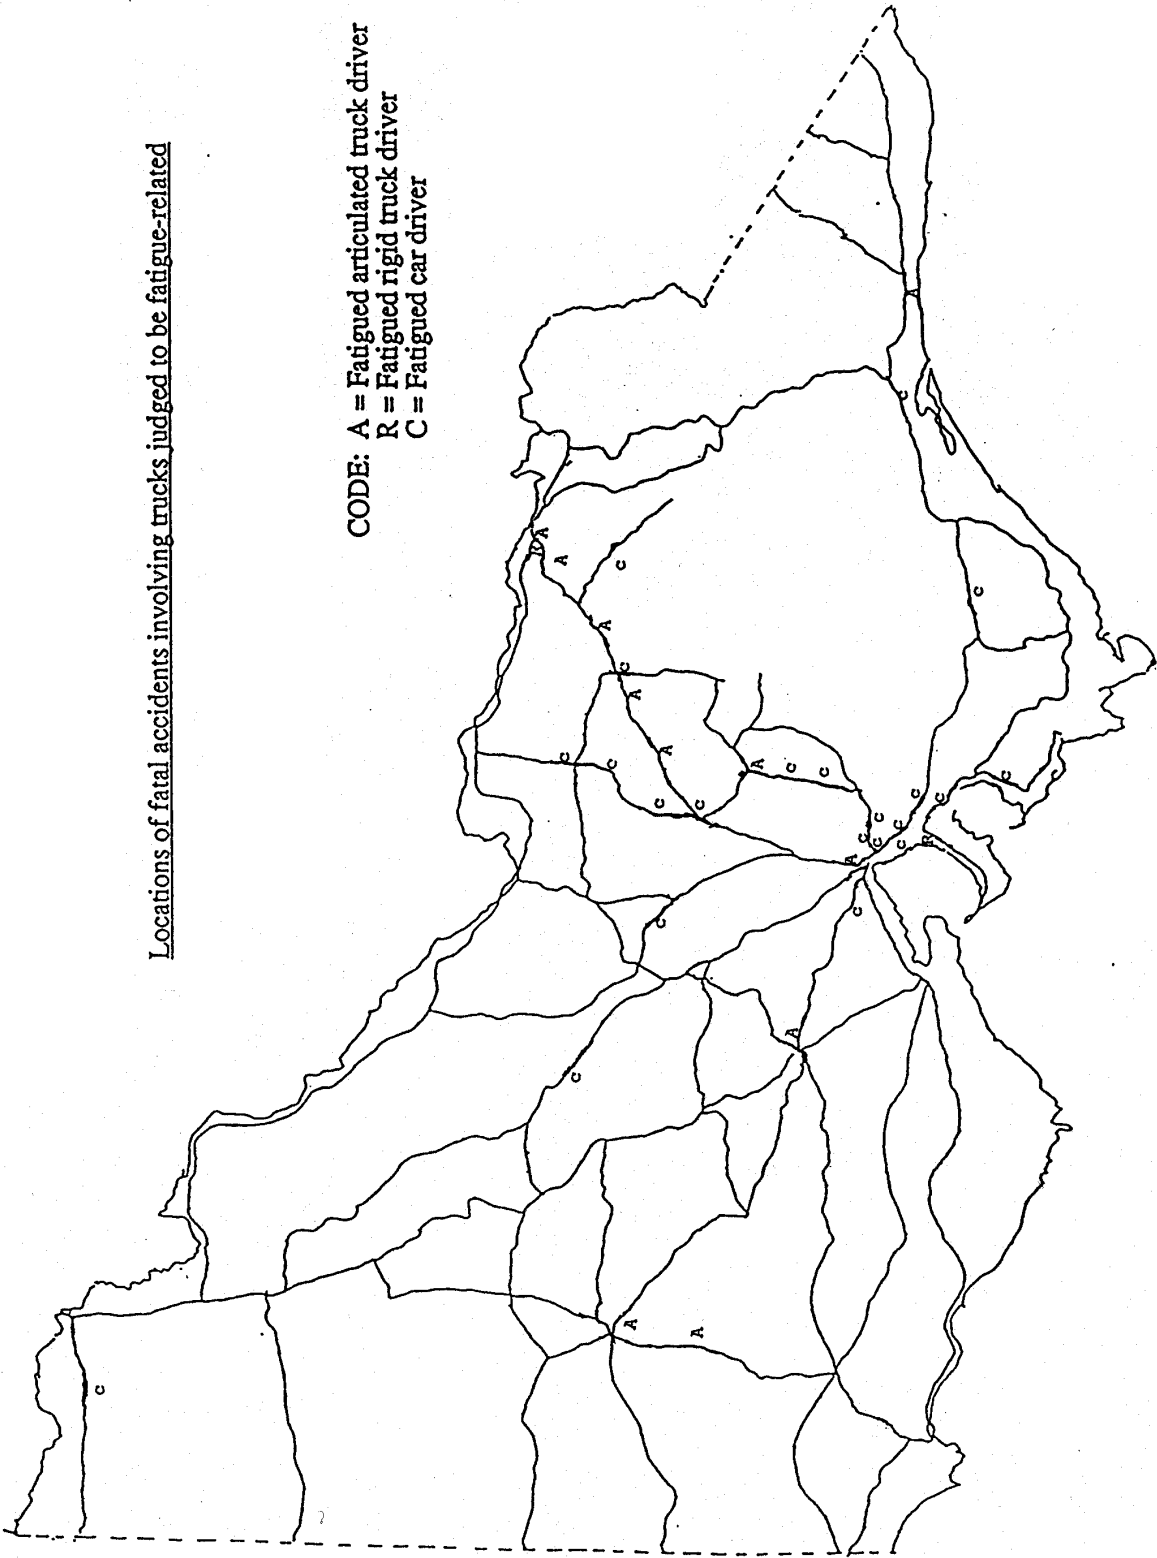 Locations of fatal accidents involving trucks judged to be fatigue-related
CODE: A = Fatigued articulated truck driver
R = Fatigued rigid truck driver
C = Fatigued car driver
C
A
A
C
A
C
C
A
C
C
C
C
A
A
C
A
C
A
A
C
A
C
C
C
C
C
C
C
C
R
C
C
C
A